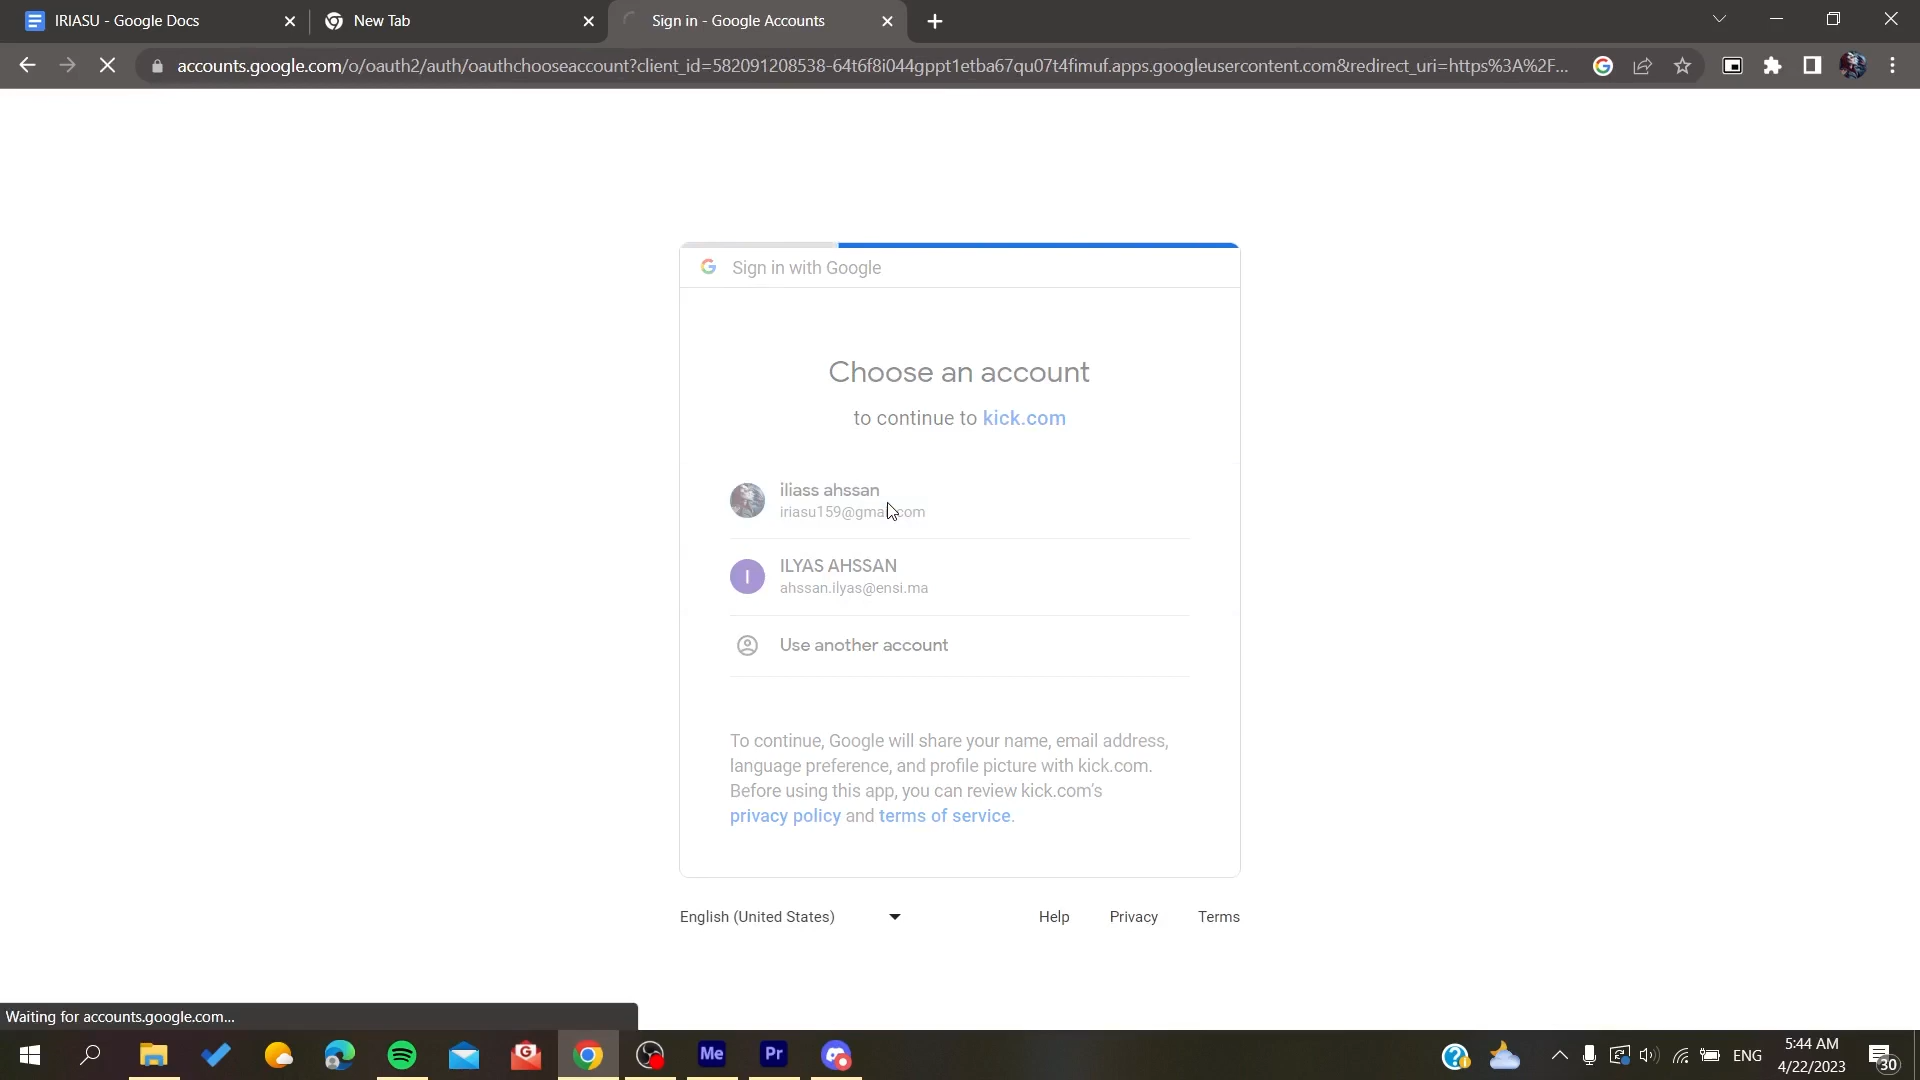 IRIASU - Google Docs
New Tab
Sign in - Google Accounts
accounts.google.com/o/oauth2/auth/oauthchooseaccount?client_id=582091208538-64t6f8i044gppt1etba67qu07t4fimuf.apps.googleusercontent.com&redirect_uri=https%3A%2F...
Sign in with Google
Choose an account
to continue to kick.com
iliass ahssan
iriasu159@gma com
I
ILYAS AHSSAN
ahssan.ilyas@ensi.ma
Use another account
To continue, Google will share your name, email address,
language preference, and profile picture with kick.com.
Before using this app, you can review kick.com's
privacy policy and terms of service.
English (United States)
Help
Privacy
Terms
Waiting for accounts.google.com...
Me
Pr
ENG
5:44 AM
4/22/2023
30